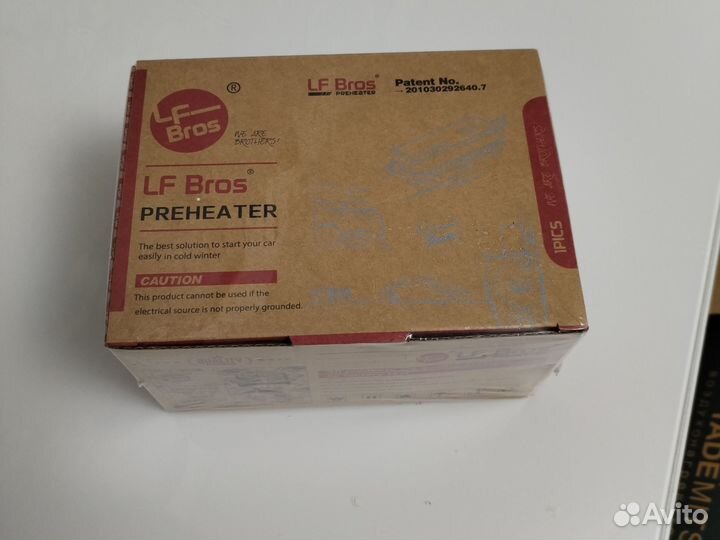 LF
Bros
®
WE ARE
BROTHERS!
LF Bros®
PREHEATER
The best solution to start your car
easily in cold winter
CAUTION
This product cannot be used if the
electrical source is not properly grounded.
LF Bros®
PREHEATER
Patent No.
→ 201030292640.7
WE ARE BROTHERS!
1PICS
LF Bros
Avito